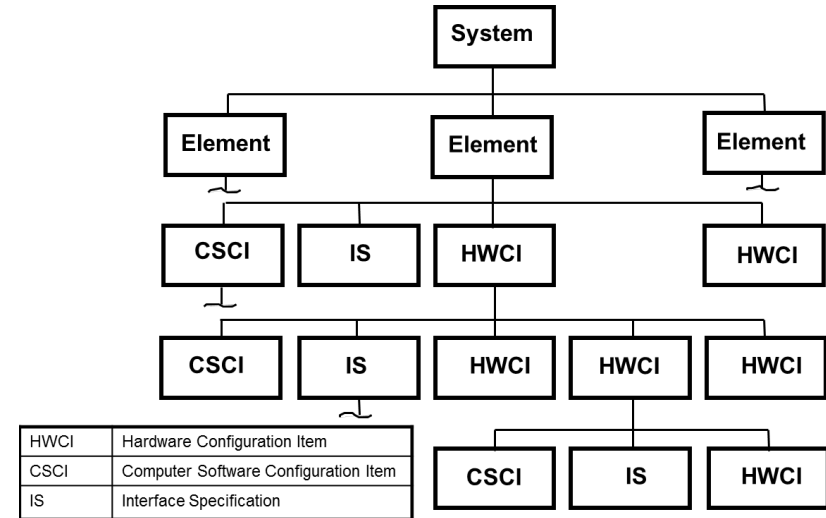 System
Element Element Element
CSCI IS HWCI HWCI
CSCI IS HWCI HWCI HWCI
CSCI IS HWCI
HWCI Hardware Configuration Item
CSCI Computer Software Configuration Item
IS Interface Specification